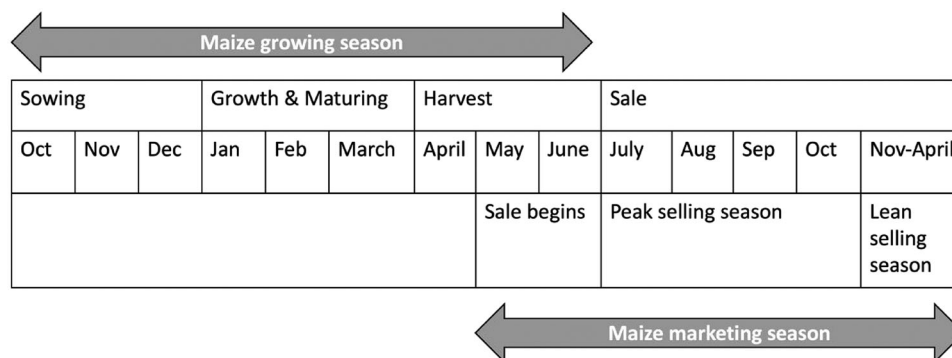 Maize growing season
Sowing Growth & Maturing Harvest Sale
Oct Nov Dec Jan Feb March April May June July Aug Sep Oct Nov-April
Sale begins Peak selling season Lean
selling
season
Maize marketing season